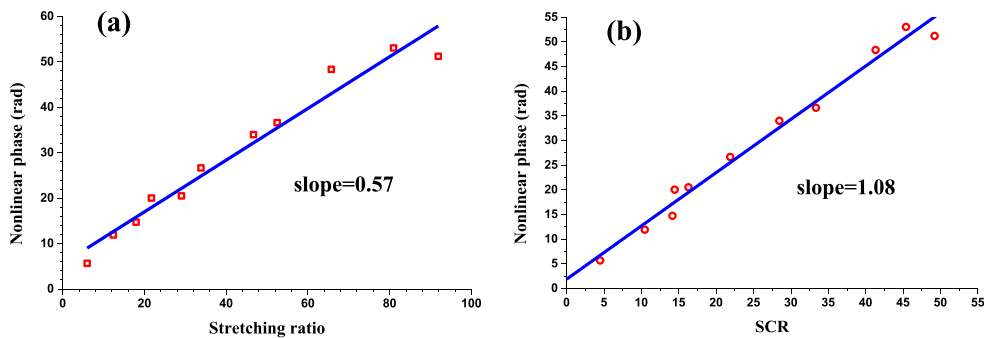 (a)
60
50
40
30
20
10
0
Nonlinear phase (rad)
slope=0.57
0 20 40 60 80 100
Stretching ratio
(b)
55
50
45
40
35
30
25
20
15
10
5
0
Nonlinear phase (rad)
slope=1.08
0 5 10 15 20 25 30 35 40 45 50 55
SCR